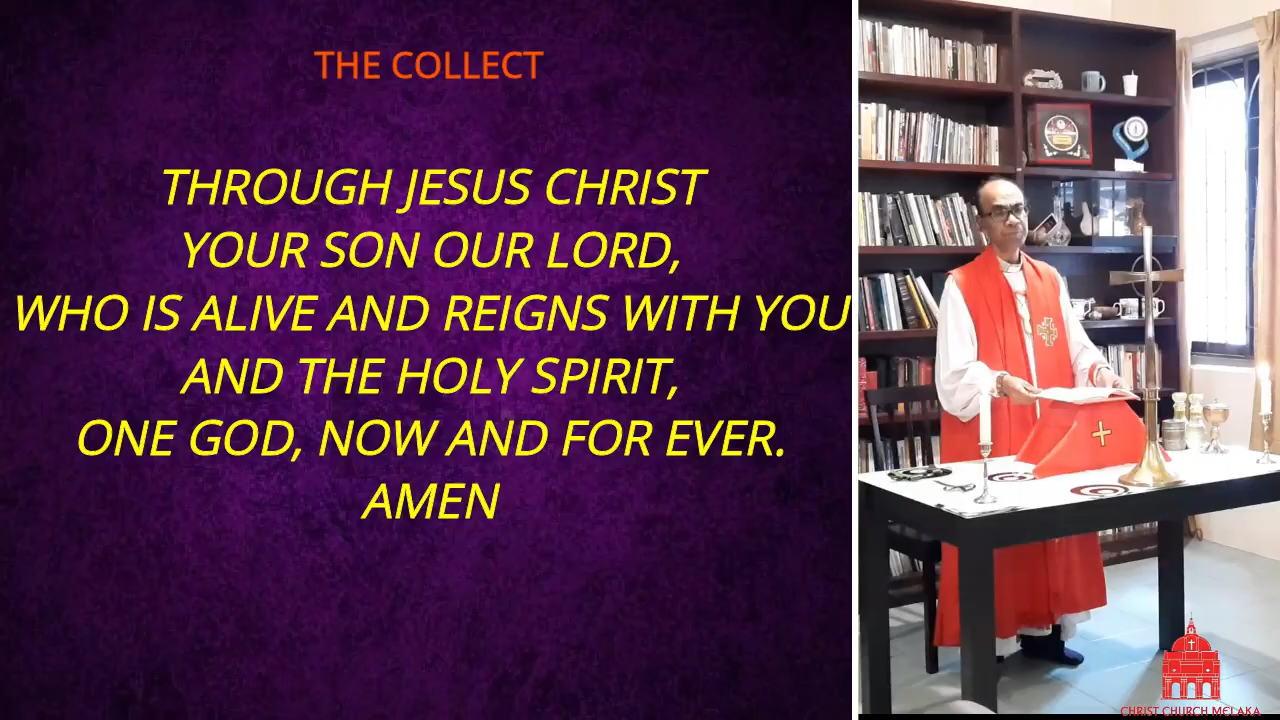 THE COLLECT
THROUGH JESUS CHRIST
YOUR SON OUR LORD,
WHO IS ALIVE AND REIGNS WITH YOU
AND THE HOLY SPIRIT,
ONE GOD, NOW AND FOR EVER.
AMEN
CHRIST CHURCH MELAKA